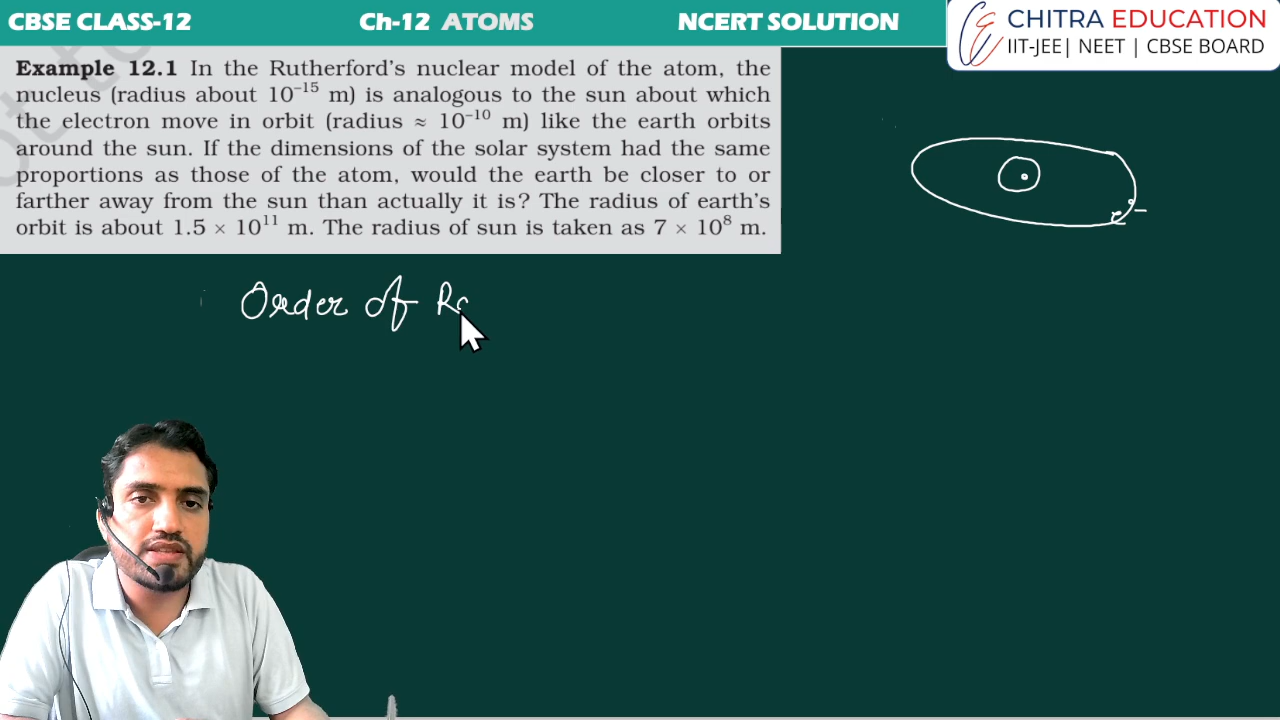 CBSE CLASS-12 Ch-12 ATOMS NCERT SOLUTION
CHITRA EDUCATION
IIT-JEE| NEET | CBSE BOARD
Example 12.1 In the Rutherford's nuclear model of the atom, the
nucleus (radius about 10⁻¹⁵ m) is analogous to the sun about which
the electron move in orbit (radius ≈ 10⁻¹⁰ m) like the earth orbits
around the sun. If the dimensions of the solar system had the same
proportions as those of the atom, would the earth be closer to or
farther away from the sun than actually it is? The radius of earth's
orbit is about 1.5 × 10¹¹ m. The radius of sun is taken as 7 × 10⁸ m.
e⁻
Order of Ra